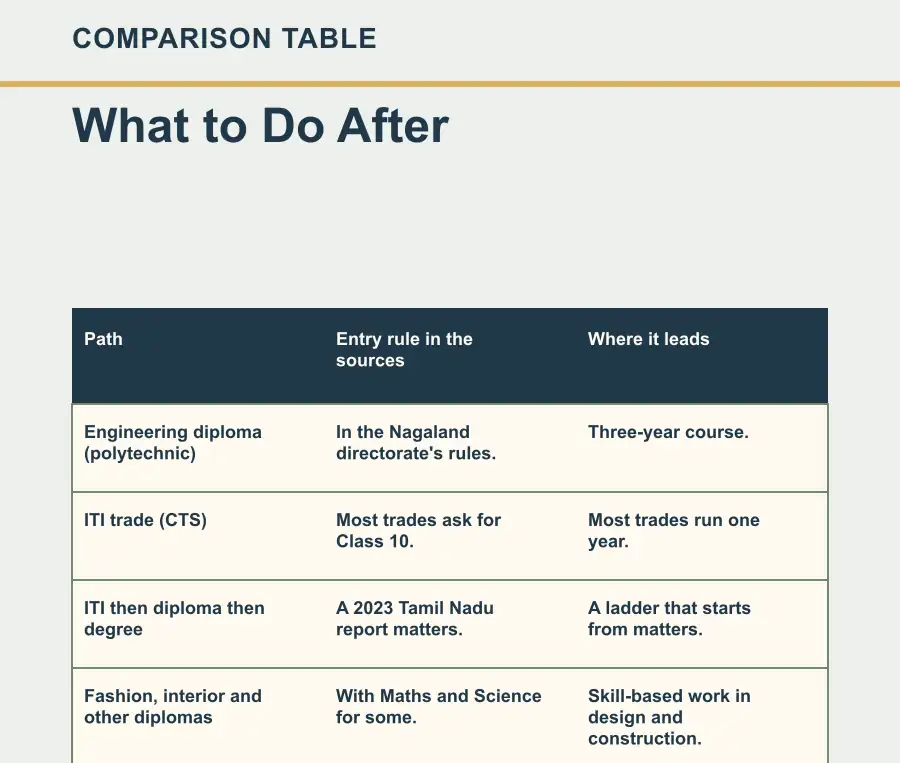 COMPARISON TABLE
What to Do After
Path
Entry rule in the
sources
Where it leads
Engineering diploma
(polytechnic)
In the Nagaland
directorate's rules.
Three-year course.
ITI trade (CTS)
Most trades ask for
Class 10.
Most trades run one
year.
ITI then diploma then
degree
A 2023 Tamil Nadu
report matters.
A ladder that starts
from matters.
Fashion, interior and
other diplomas
With Maths and Science
for some.
Skill-based work in
design and
construction.